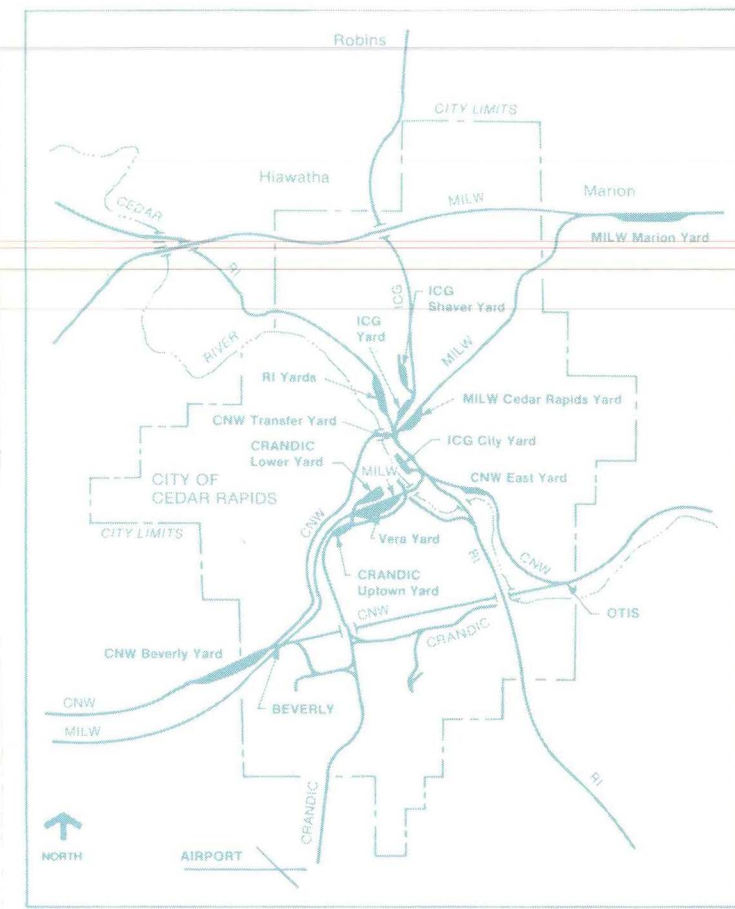 Robins
CITY LIMITS
Hiawatha
MILW
Marion
CEDAR
MILW Marion Yard
RI
ICG
ICG
Shaver Yard
ICG
Yard
MILW
RIVER
RI Yards
MILW Cedar Rapids Yard
CNW Transfer Yard
ICG City Yard
CRANDIC
Lower Yard
MILW
CNW East Yard
CITY OF
CEDAR RAPIDS
CNW
CITY LIMITS
Vera Yard
RI
CRANDIC
Uptown Yard
CNW
CNW
OTIS
CRANDIC
CNW Beverly Yard
CNW
BEVERLY
MILW
RI
CRANDIC
NORTH
AIRPORT